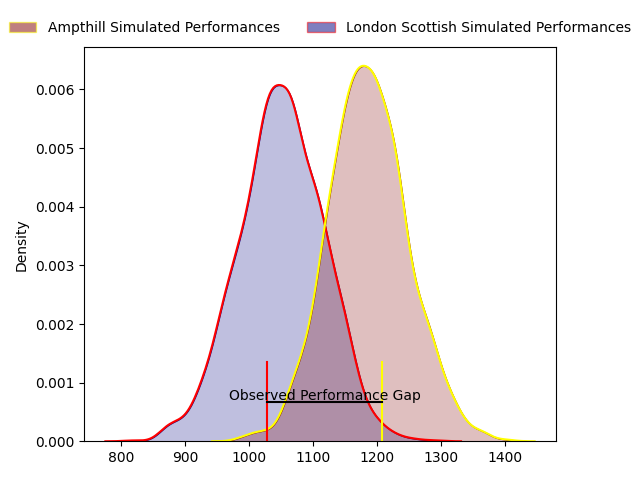 Ampthill Simulated Performances London Scottish Simulated Performances
0.006
0.005
0.004
0.003
0.002
0.001
0.000
Density
Observed Performance Gap
800 900 1000 1100 1200 1300 1400